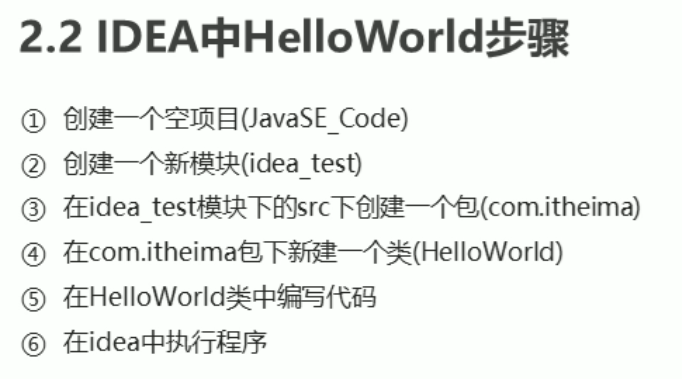 2.2 IDEA中HelloWorld步骤
① 创建一个空项目(JavaSE_Code)
② 创建一个新模块(idea_test)
③ 在idea_test模块下的src下创建一个包(com.itheima)
④ 在com.itheima包下新建一个类(HelloWorld)
⑤ 在HelloWorld类中编写代码
⑥ 在idea中执行程序